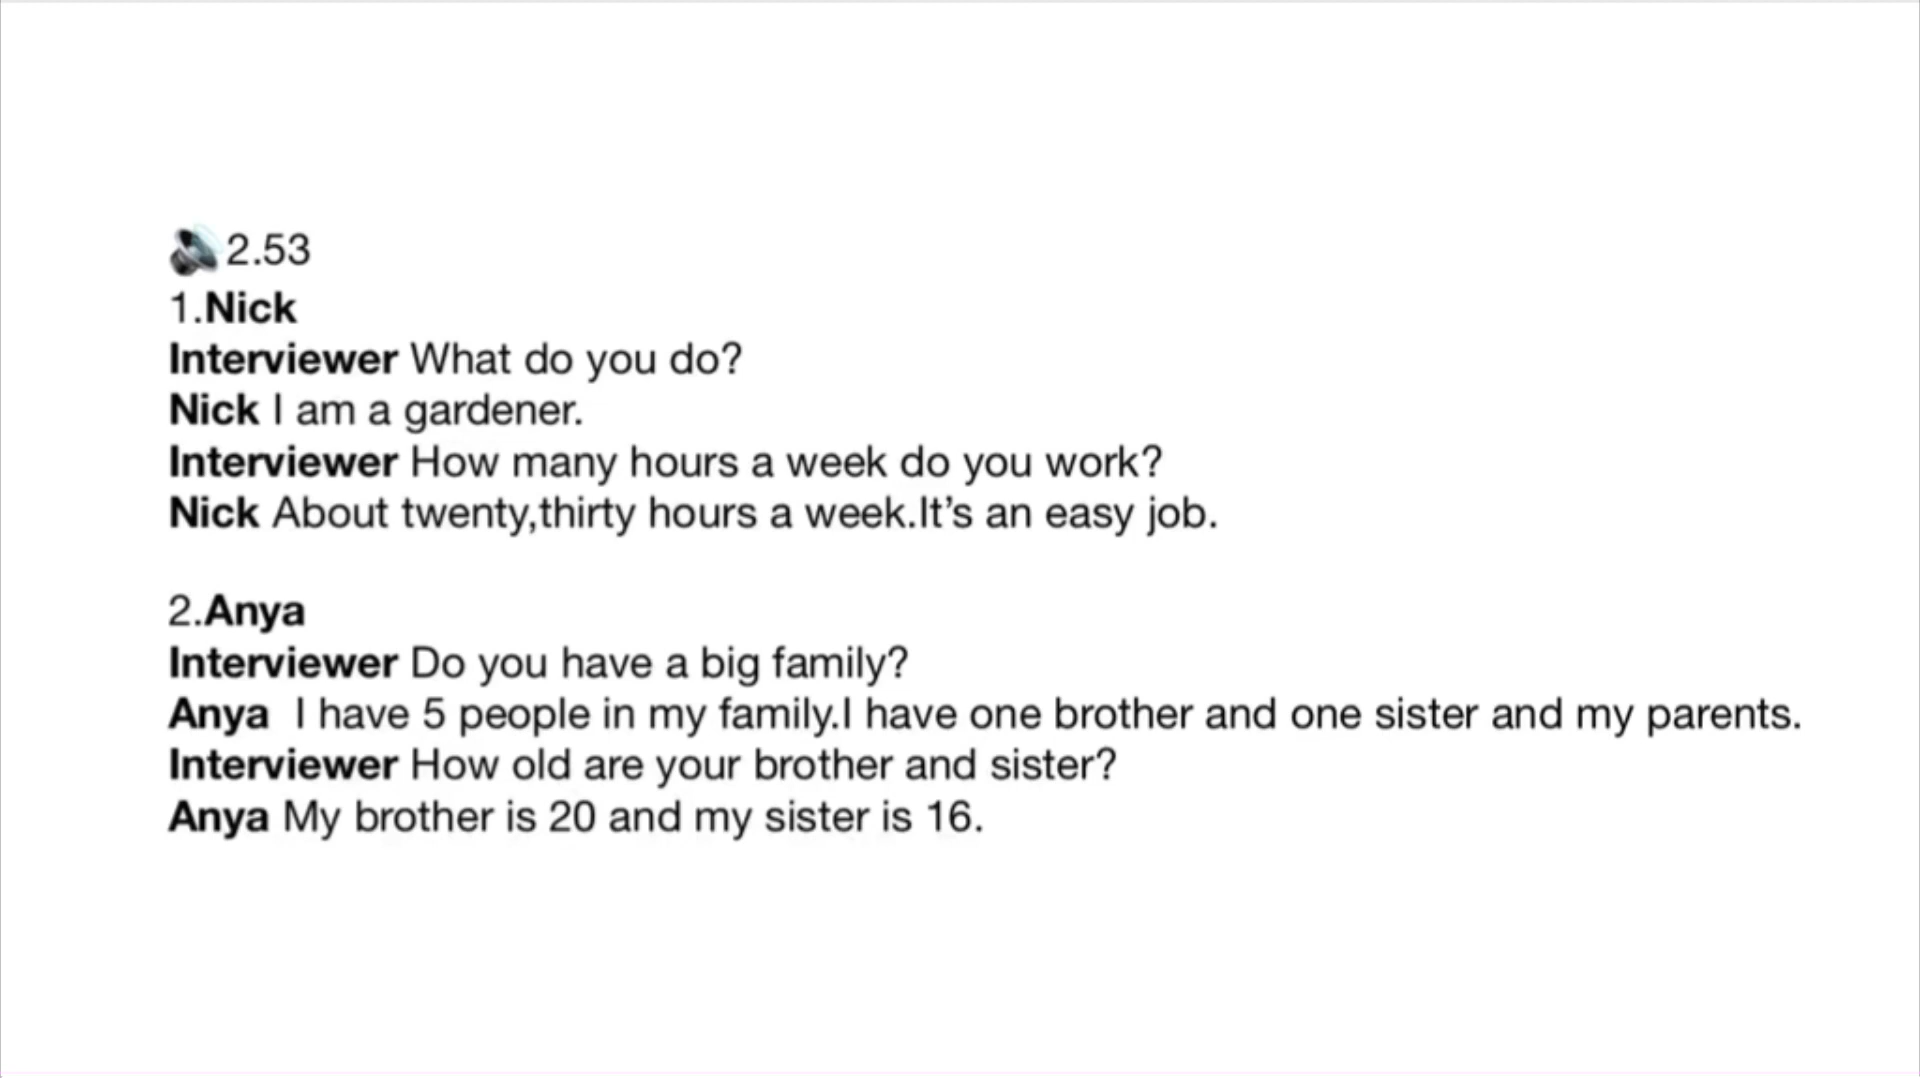 🔊2.53
1.Nick
Interviewer What do you do?
Nick I am a gardener.
Interviewer How many hours a week do you work?
Nick About twenty,thirty hours a week.It’s an easy job.
2.Anya
Interviewer Do you have a big family?
Anya  I have 5 people in my family.I have one brother and one sister and my parents.
Interviewer How old are your brother and sister?
Anya My brother is 20 and my sister is 16.